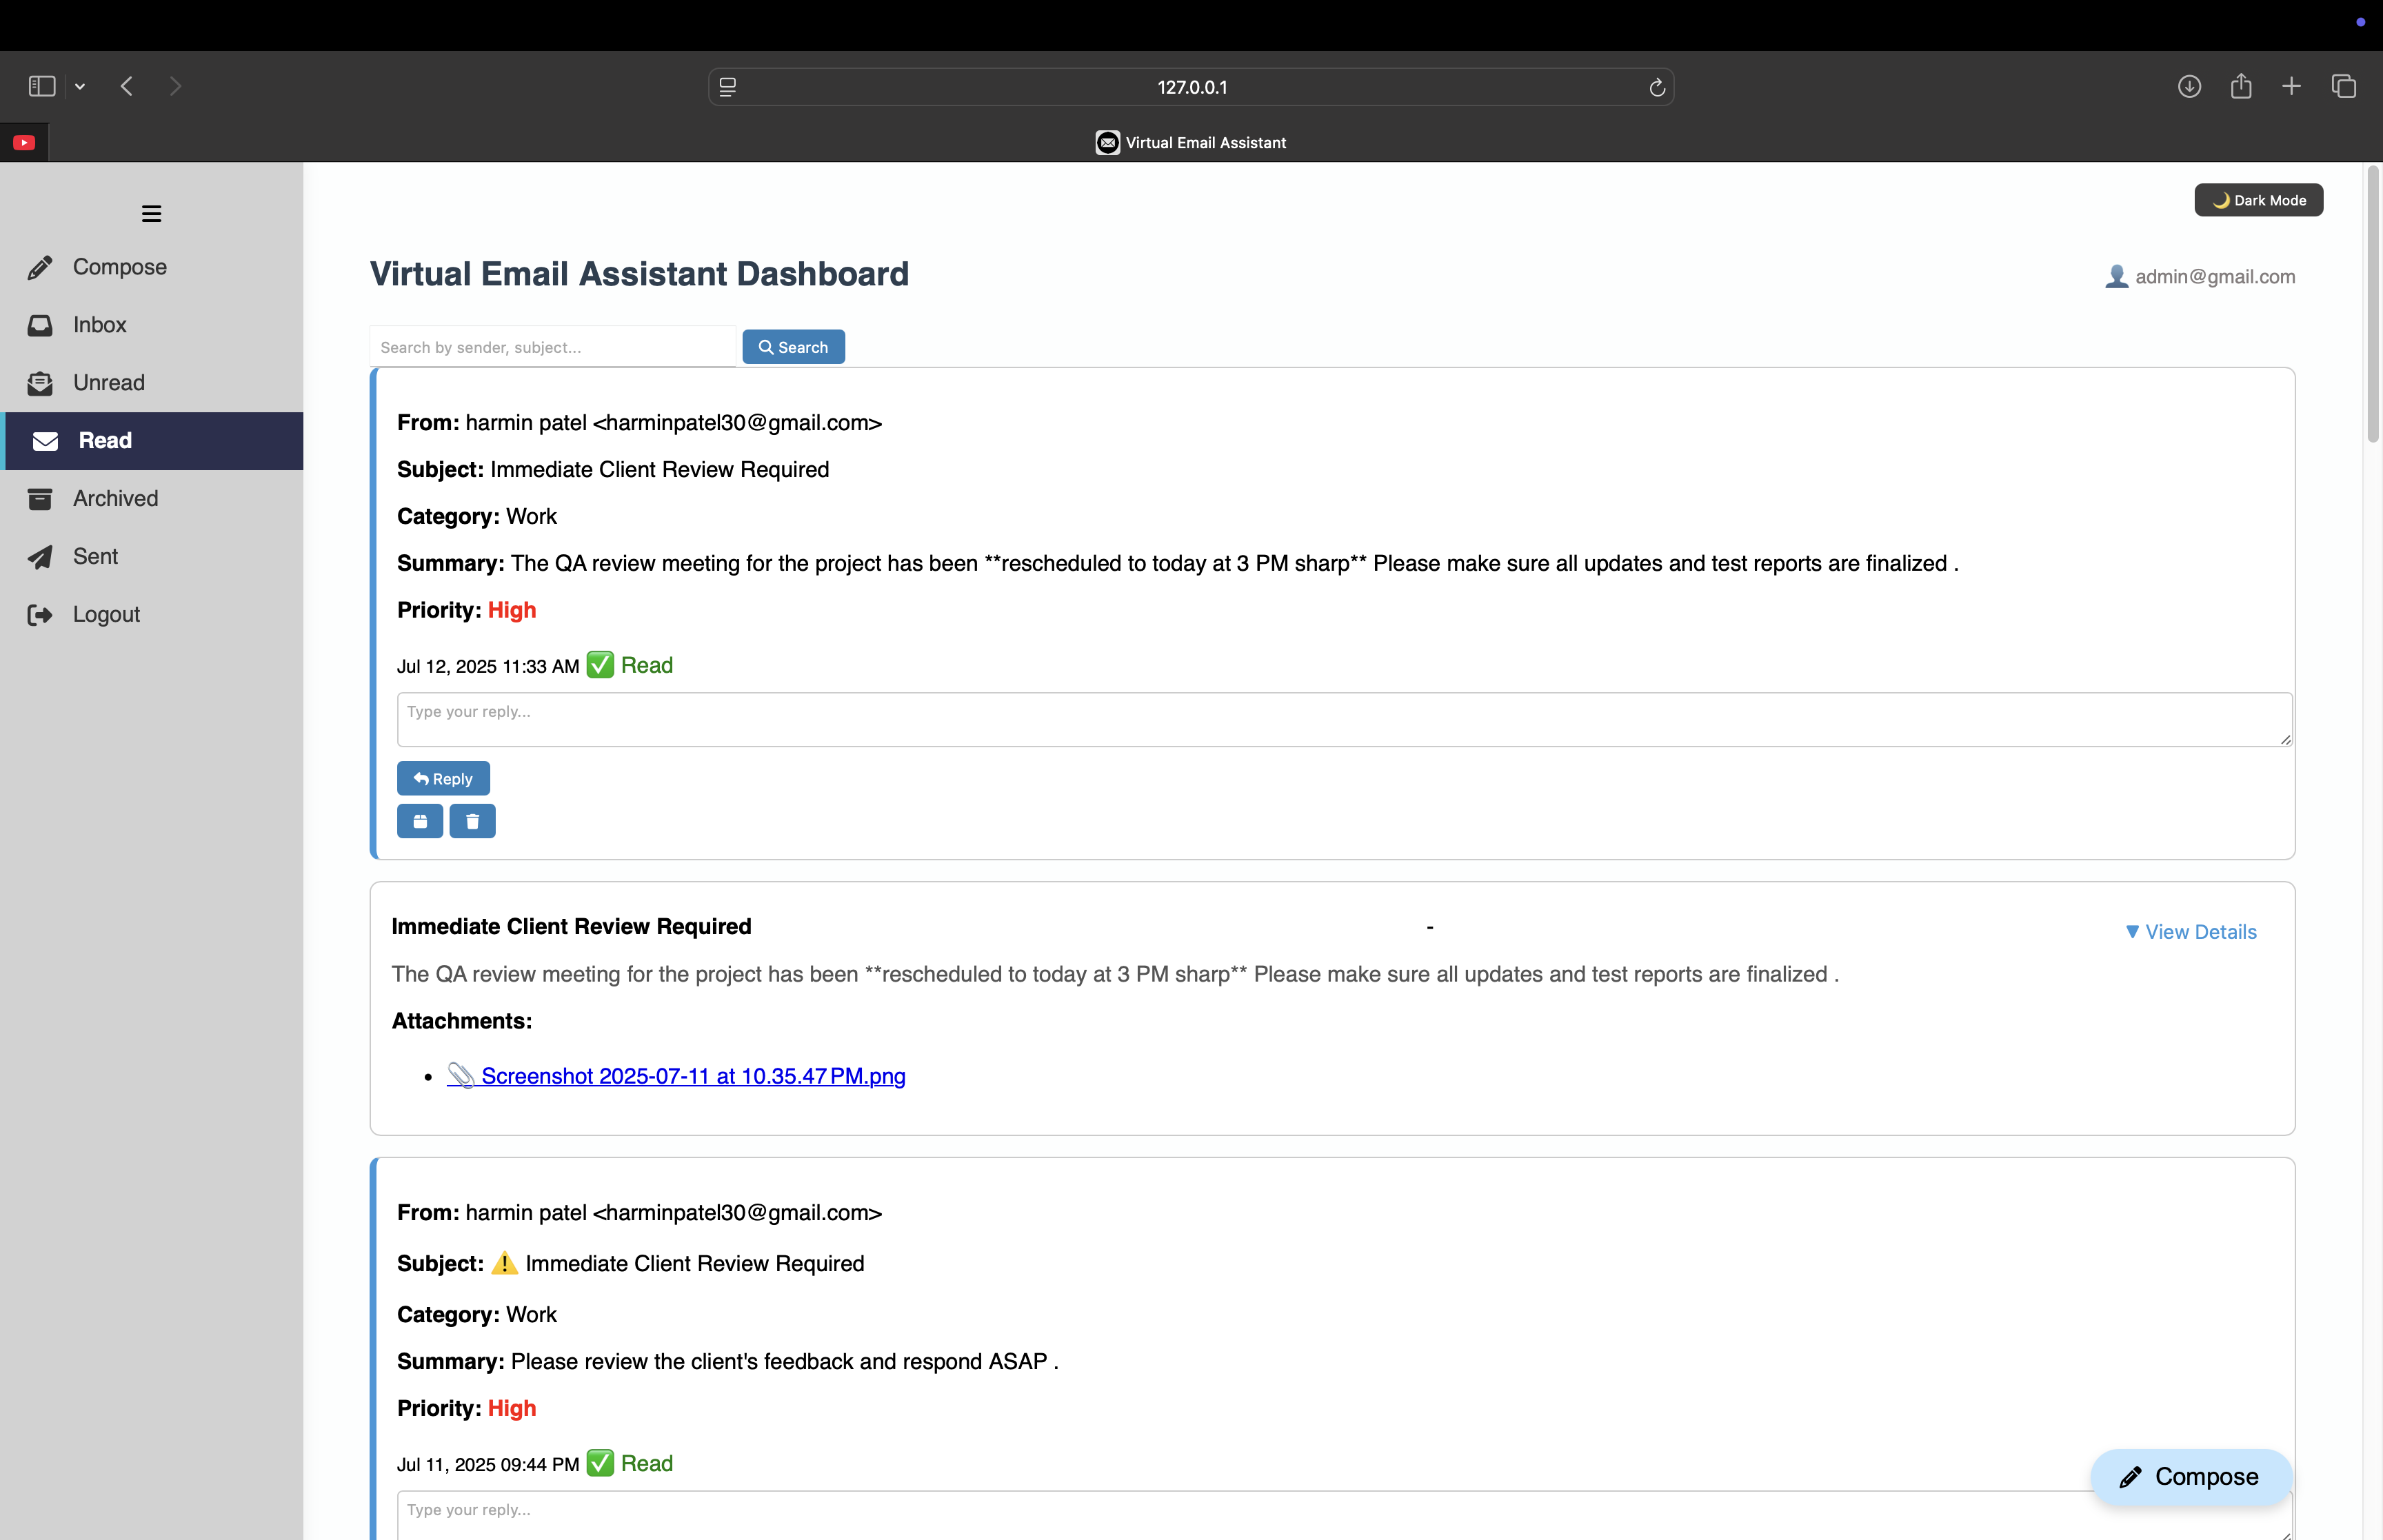 127.0.0.1
Virtual Email Assistant
🌙 Dark Mode
Compose
Inbox
Unread
Read
Archived
Sent
Logout
Virtual Email Assistant Dashboard
👤 admin@gmail.com
Search by sender, subject...
Search
From: harmin patel <harminpatel30@gmail.com>
Subject: Immediate Client Review Required
Category: Work
Summary: The QA review meeting for the project has been **rescheduled to today at 3 PM sharp** Please make sure all updates and test reports are finalized .
Priority: High
Jul 12, 2025 11:33 AM ✅ Read
Type your reply...
Reply
Immediate Client Review Required
-
▼ View Details
The QA review meeting for the project has been **rescheduled to today at 3 PM sharp** Please make sure all updates and test reports are finalized .
Attachments:
• 📎 Screenshot 2025-07-11 at 10.35.47 PM.png
From: harmin patel <harminpatel30@gmail.com>
Subject: ⚠️ Immediate Client Review Required
Category: Work
Summary: Please review the client's feedback and respond ASAP .
Priority: High
Jul 11, 2025 09:44 PM ✅ Read
Compose
Type your reply...